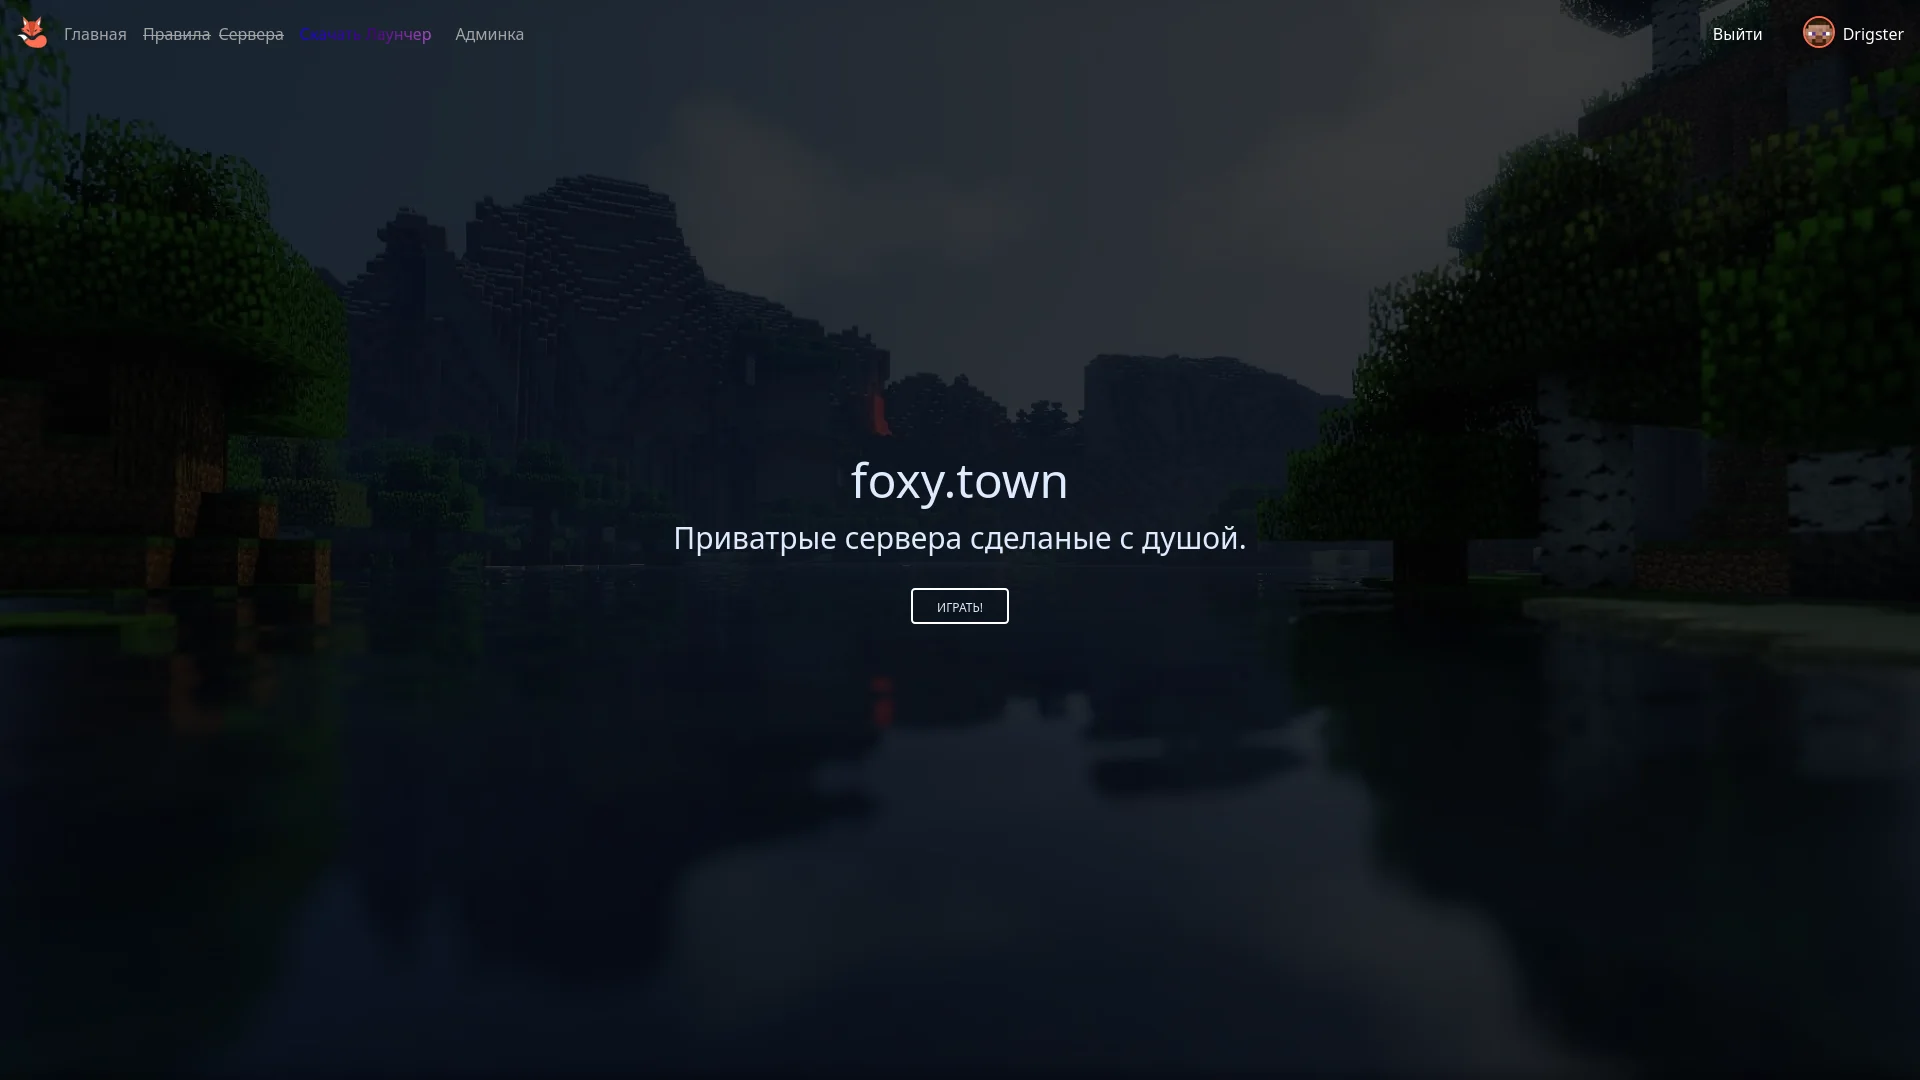 Главная Правила Сервера Скачать Лаунчер Админка Выйти Drigster
foxy.town
Приватрые сервера сделаные с душой.
ИГРАТЬ!